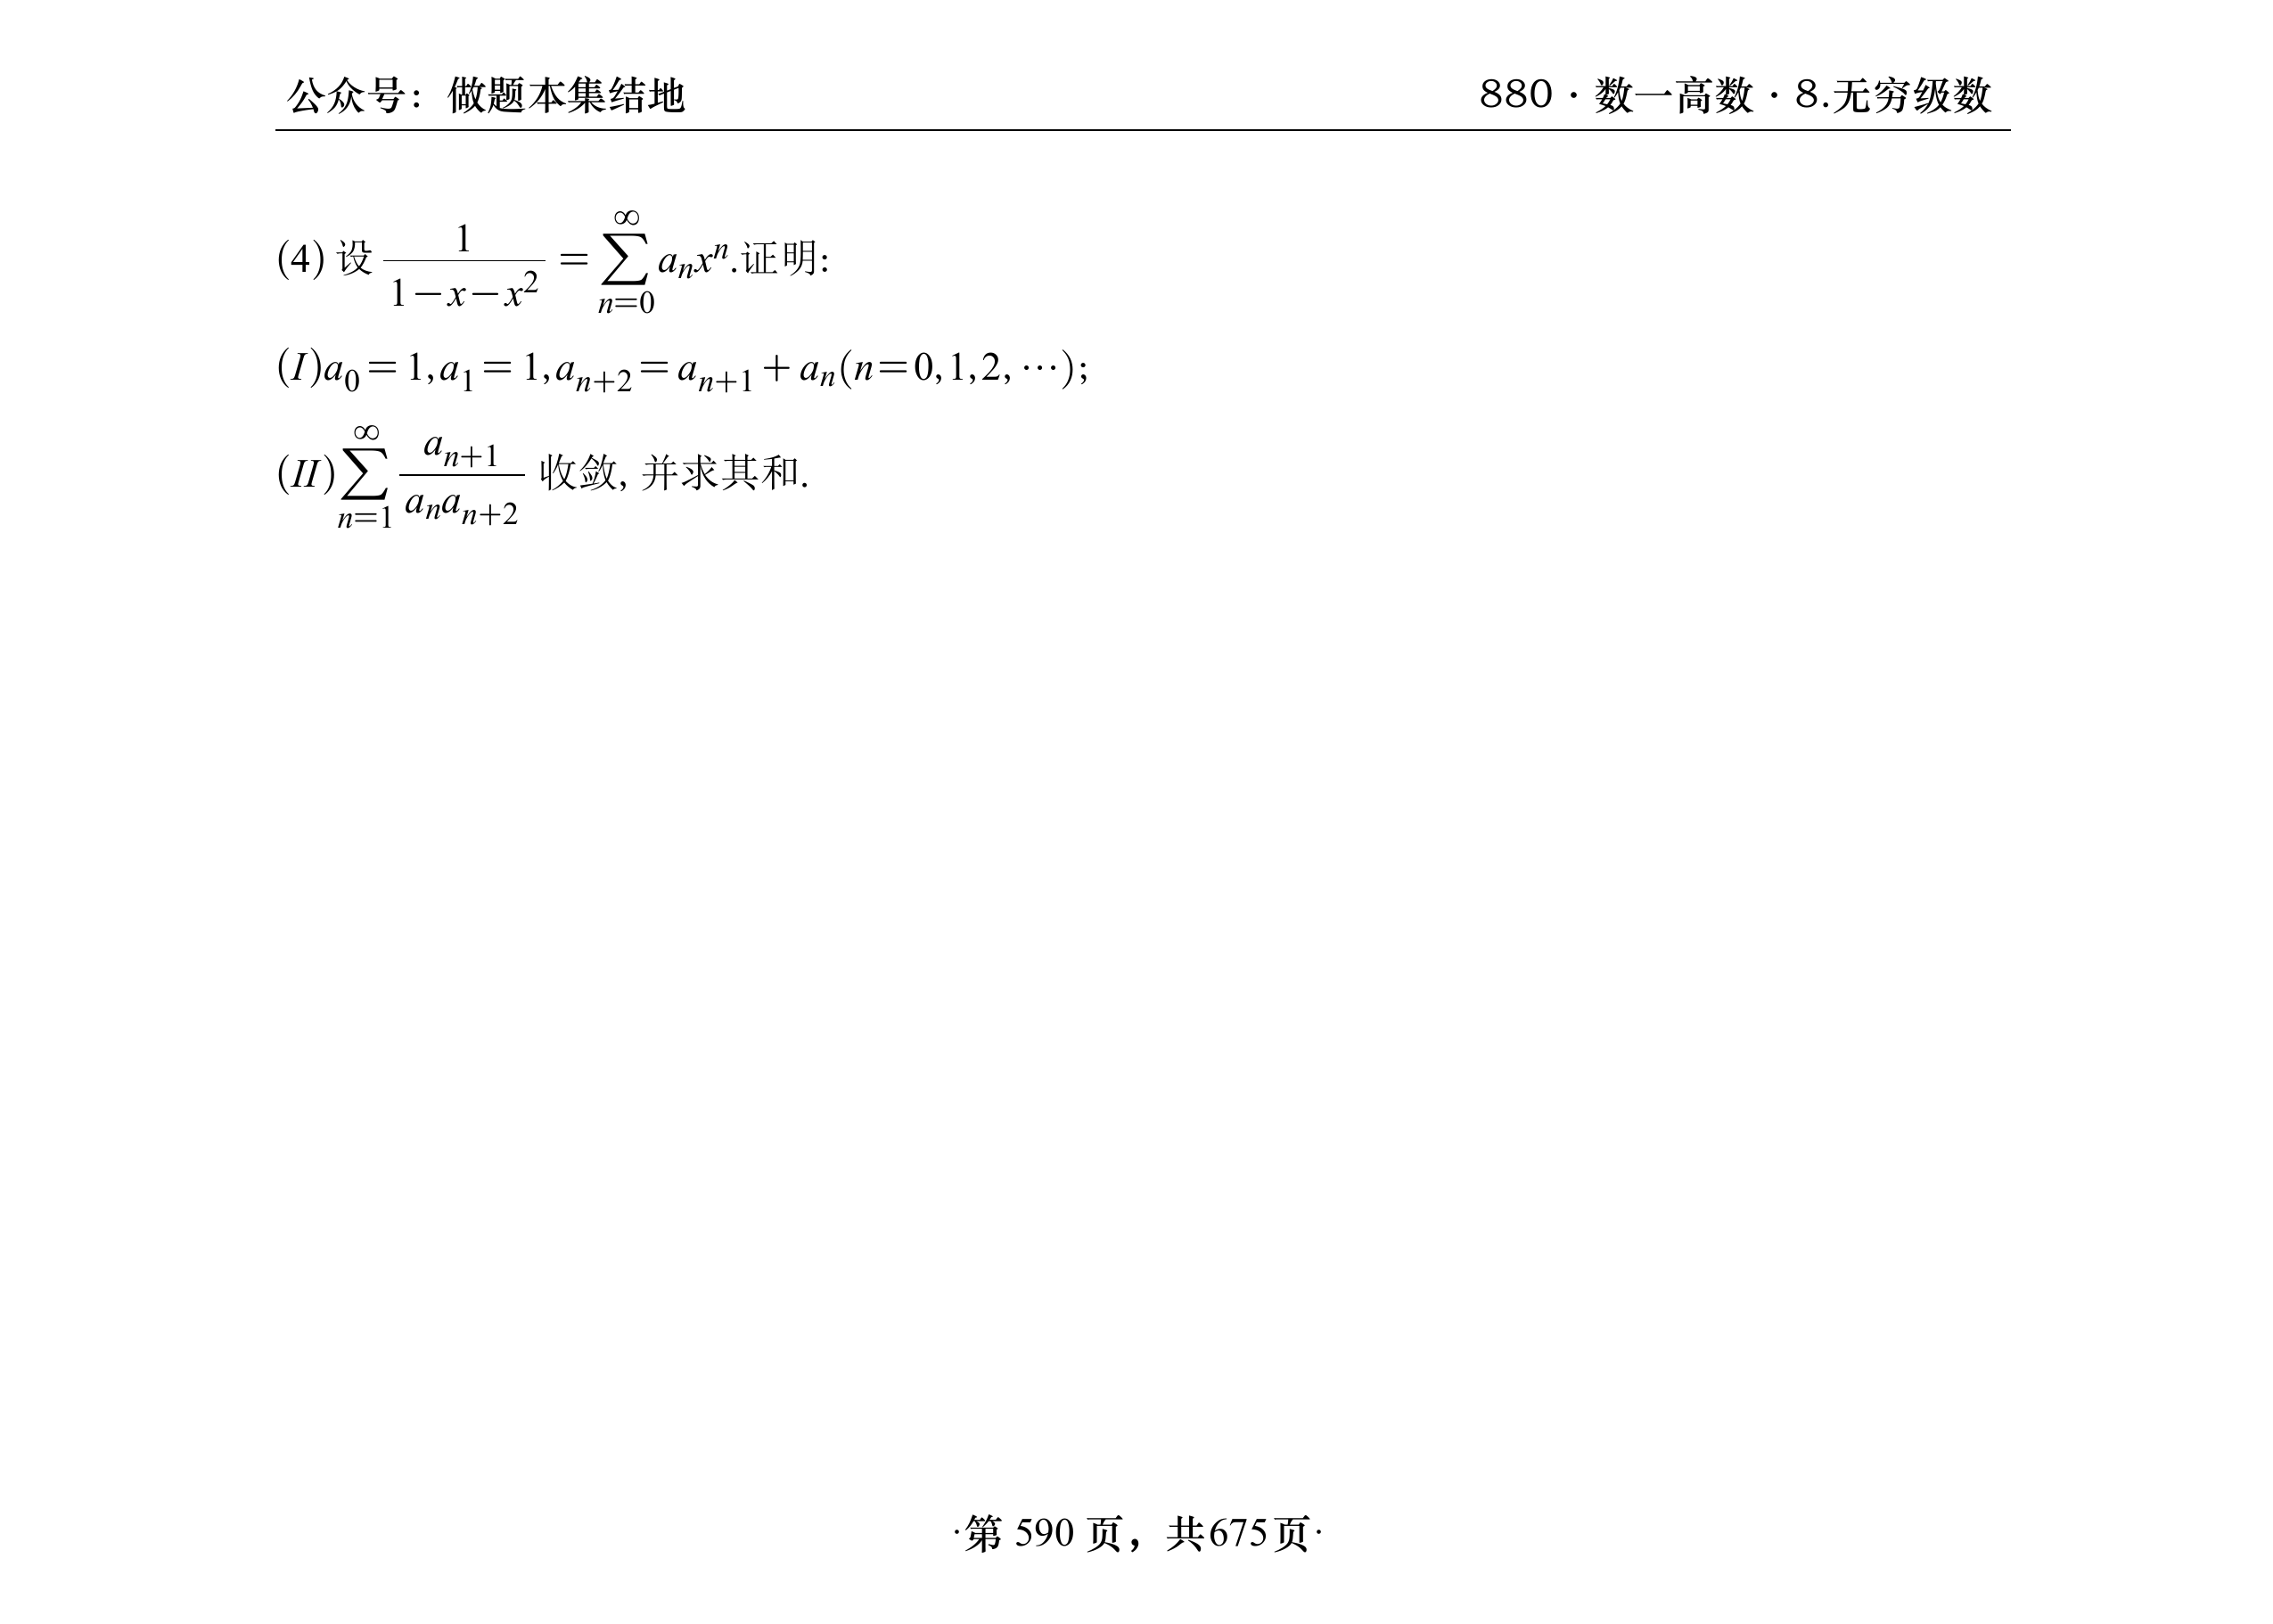 公众号：做题本集结地
880·数一高数·8.无穷级数
(4) 设 $\frac{1}{1-x-x^2} = \sum_{n=0}^{\infty} a_n x^n$.证明:
(I)$a_0=1, a_1=1, a_{n+2}=a_{n+1}+a_n(n=0,1,2,\cdots)$;
(II)$\sum_{n=1}^{\infty} \frac{a_{n+1}}{a_n a_{n+2}}$ 收敛, 并求其和.
·第 590 页，共675页·